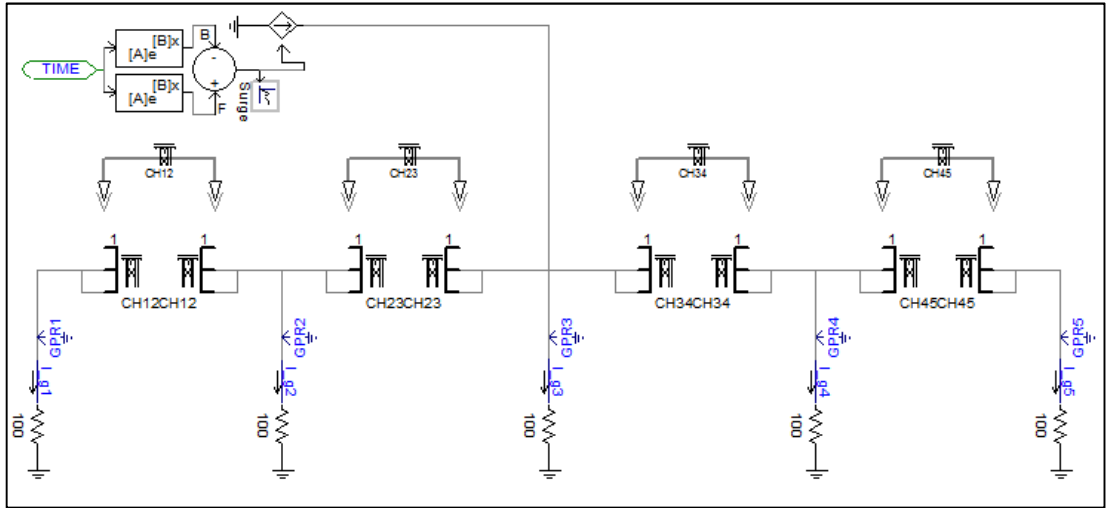 [B]x
[A]e
B
-
TIME
+
[B]x
[A]e
F
Surge
CH12
CH23
CH34
CH45
1
1
1
1
1
1
1
1
CH12CH12
CH23CH23
CH34CH34
CH45CH45
GPR1
GPR2
GPR3
GPR4
GPR5
I_g1
I_g2
I_g3
I_g4
I_g5
100
100
100
100
100